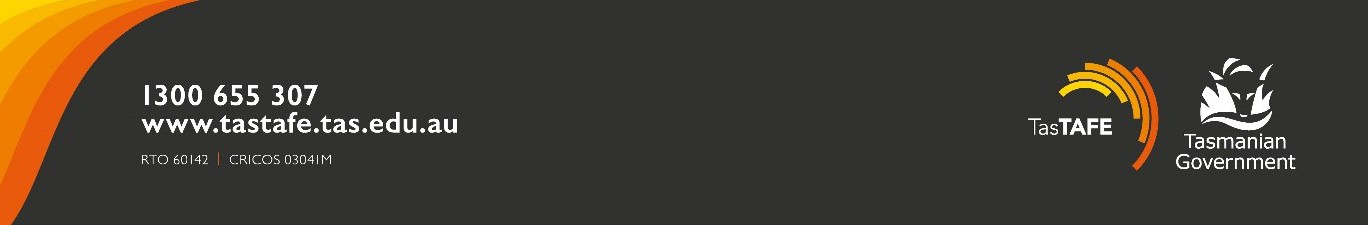 1300 655 307
www.tastafe.tas.edu.au
RTO 60142 | CRICOS 03041M
TasTAFE
Tasmanian
Government